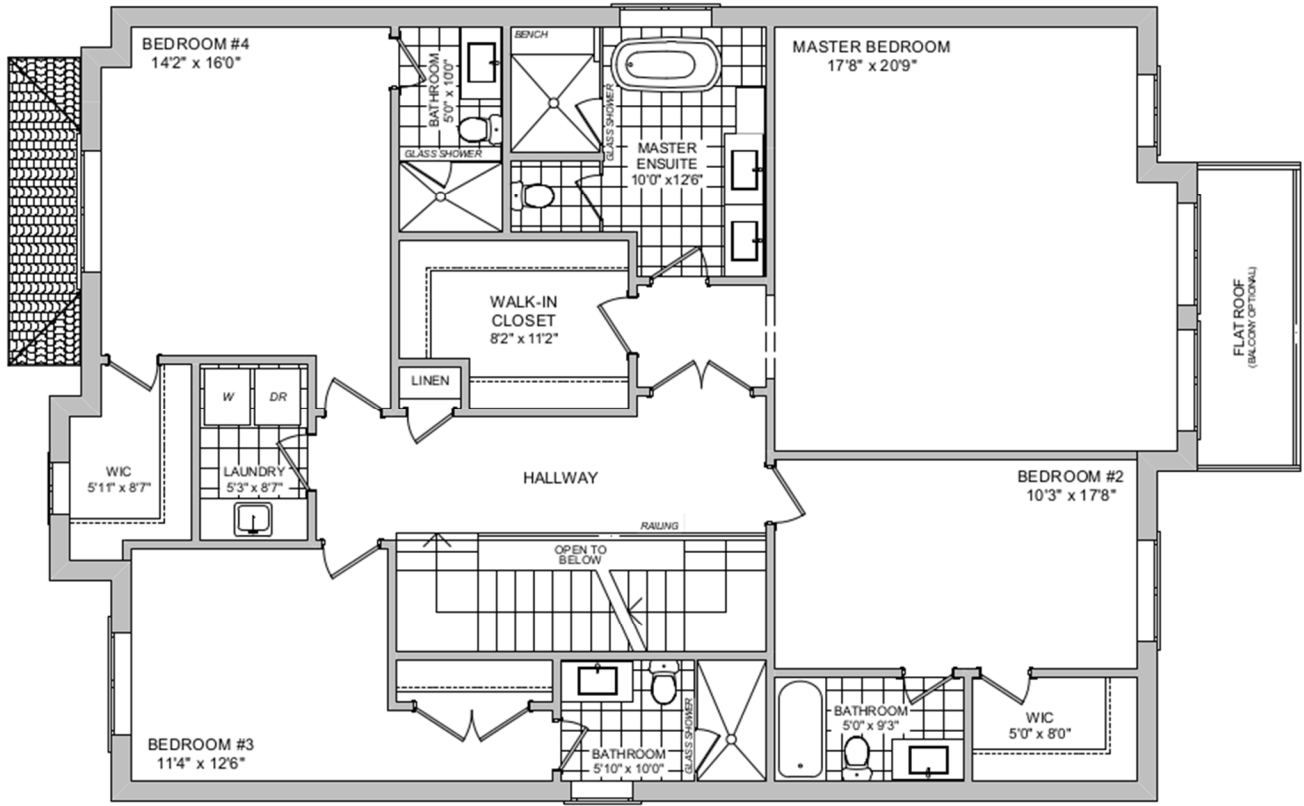 BEDROOM #4
14'2" x 16'0"
BATHROOM
5'0" x 10'0"
GLASS SHOWER
BENCH
GLASS SHOWER
MASTER
ENSUITE
10'0" x12'6"
MASTER BEDROOM
17'8" x 20'9"
FLAT ROOF
(BALCONY OPTIONAL)
WALK-IN
CLOSET
8'2" x 11'2"
LINEN
W
DR
WIC
5'11" x 8'7"
LAUNDRY
5'3" x 8'7"
HALLWAY
BEDROOM #2
10'3" x 17'8"
RAILING
OPEN TO
BELOW
BEDROOM #3
11'4" x 12'6"
BATHROOM
5'10" x 10'0"
GLASS SHOWER
BATHROOM
5'0" x 9'3"
WIC
5'0" x 8'0"